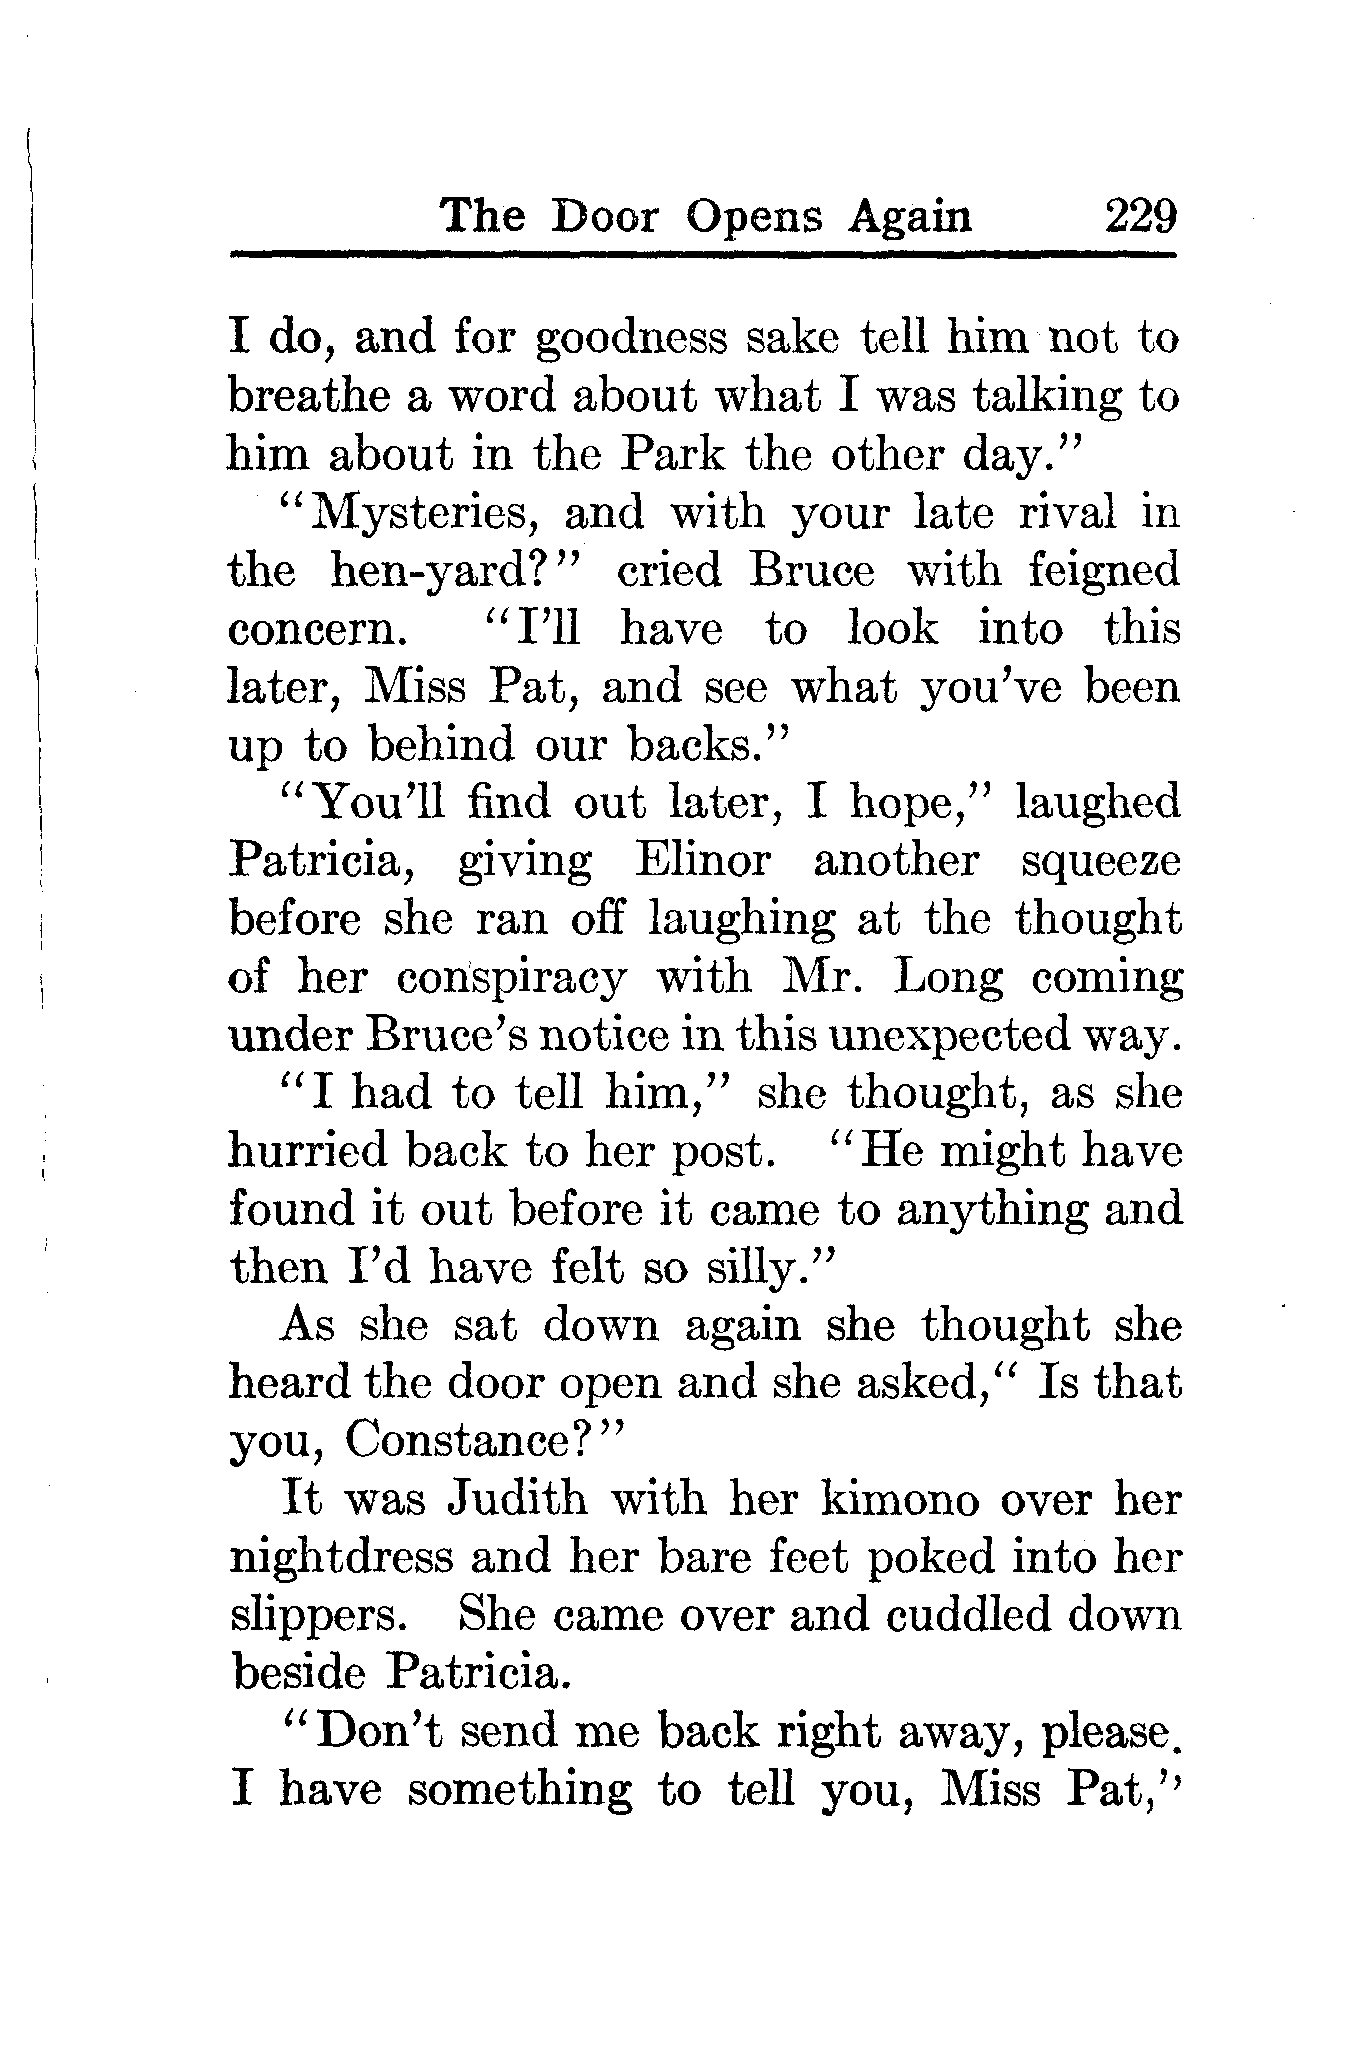 The Door Opens Again 229
I do, and for goodness sake tell him not to
breathe a word about what I was talking to
him about in the Park the other day."
"Mysteries, and with your late rival in
the hen-yard?" cried Bruce with feigned
concern. "I'll have to look into this
later, Miss Pat, and see what you've been
up to behind our backs."
"You'll find out later, I hope," laughed
Patricia, giving Elinor another squeeze
before she ran off laughing at the thought
of her conspiracy with Mr. Long coming
under Bruce's notice in this unexpected way.
"I had to tell him," she thought, as she
hurried back to her post. "He might have
found it out before it came to anything and
then I'd have felt so silly."
As she sat down again she thought she
heard the door open and she asked," Is that
you, Constance?"
It was Judith with her kimono over her
nightdress and her bare feet poked into her
slippers. She came over and cuddled down
beside Patricia.
"Don't send me back right away, please.
I have something to tell you, Miss Pat,"